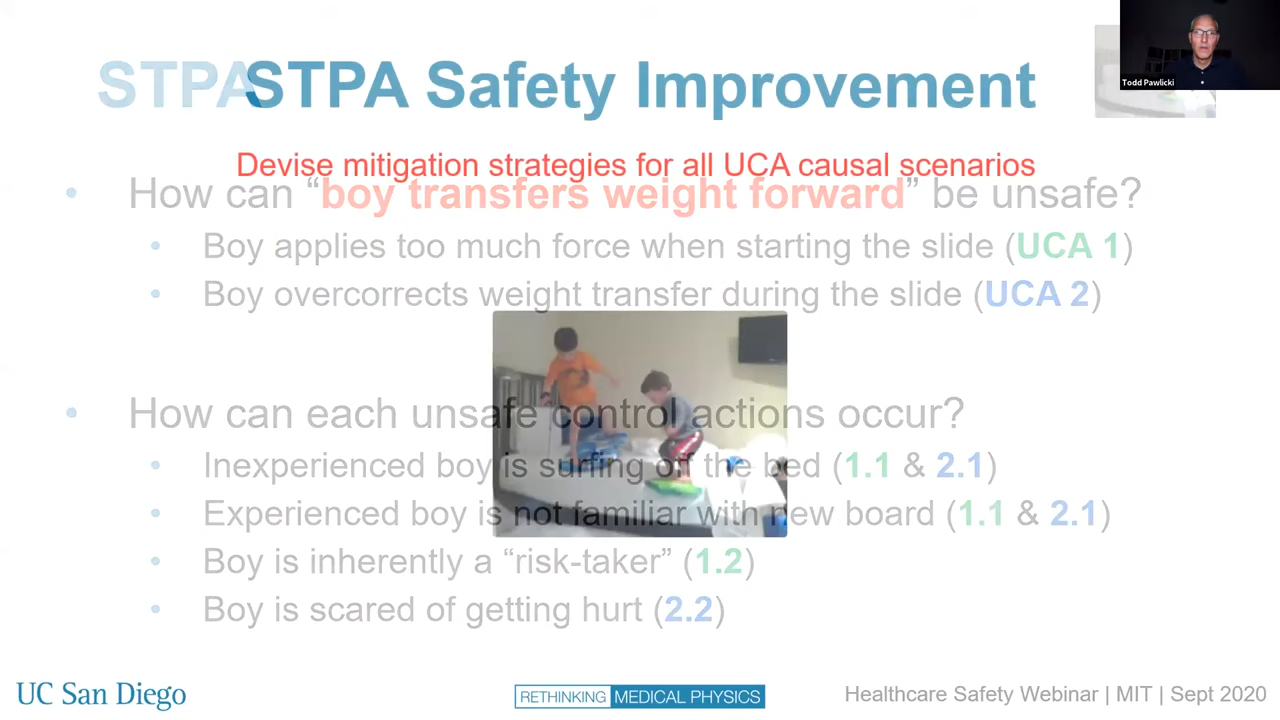 STPA
STPA Safety Improvement
Todd Pawlicki
Devise mitigation strategies for all UCA causal scenarios
• How can “boy transfers weight forward” be unsafe?
• Boy applies too much force when starting the slide (UCA 1)
• Boy overcorrects weight transfer during the slide (UCA 2)
• How can each unsafe control actions occur?
• Inexperienced boy is surfing off the bed (1.1 & 2.1)
• Experienced boy is not familiar with new board (1.1 & 2.1)
• Boy is inherently a “risk-taker” (1.2)
• Boy is scared of getting hurt (2.2)
UC San Diego
RETHINKING MEDICAL PHYSICS
Healthcare Safety Webinar | MIT | Sept 2020